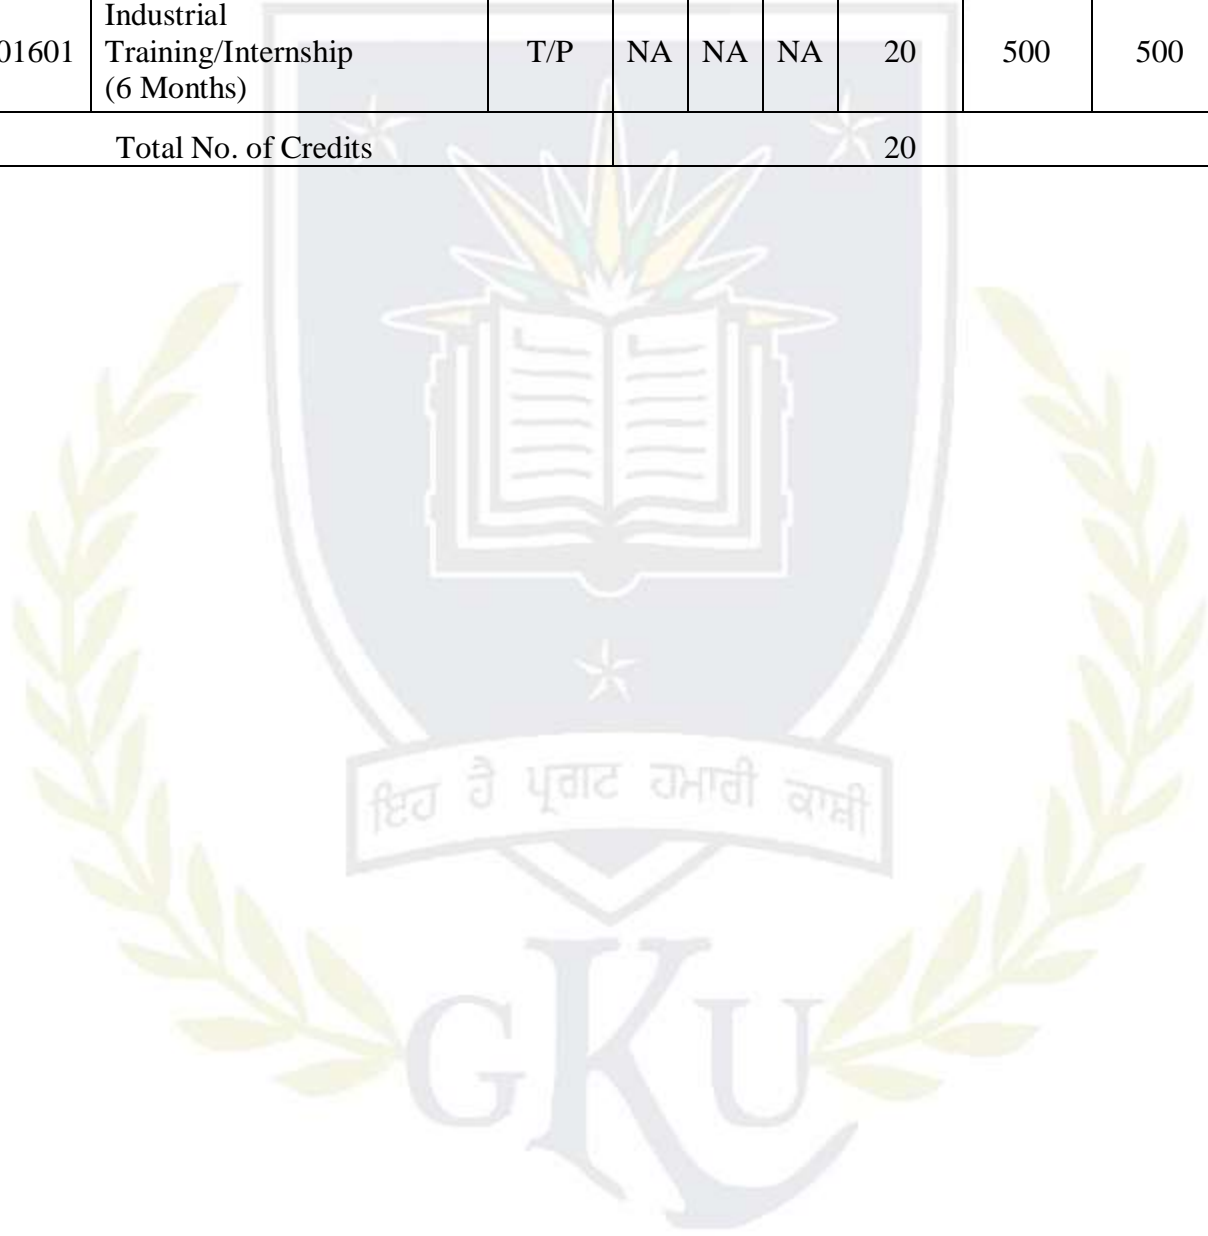 Industrial
01601 Training/Internship T/P NA NA NA 20 500 500
(6 Months)
Total No. of Credits 20
ਇਹ ਹੈ ਪ੍ਰਗਟ ਹਮਾਰੀ ਕਾਸ਼ੀ
GKU